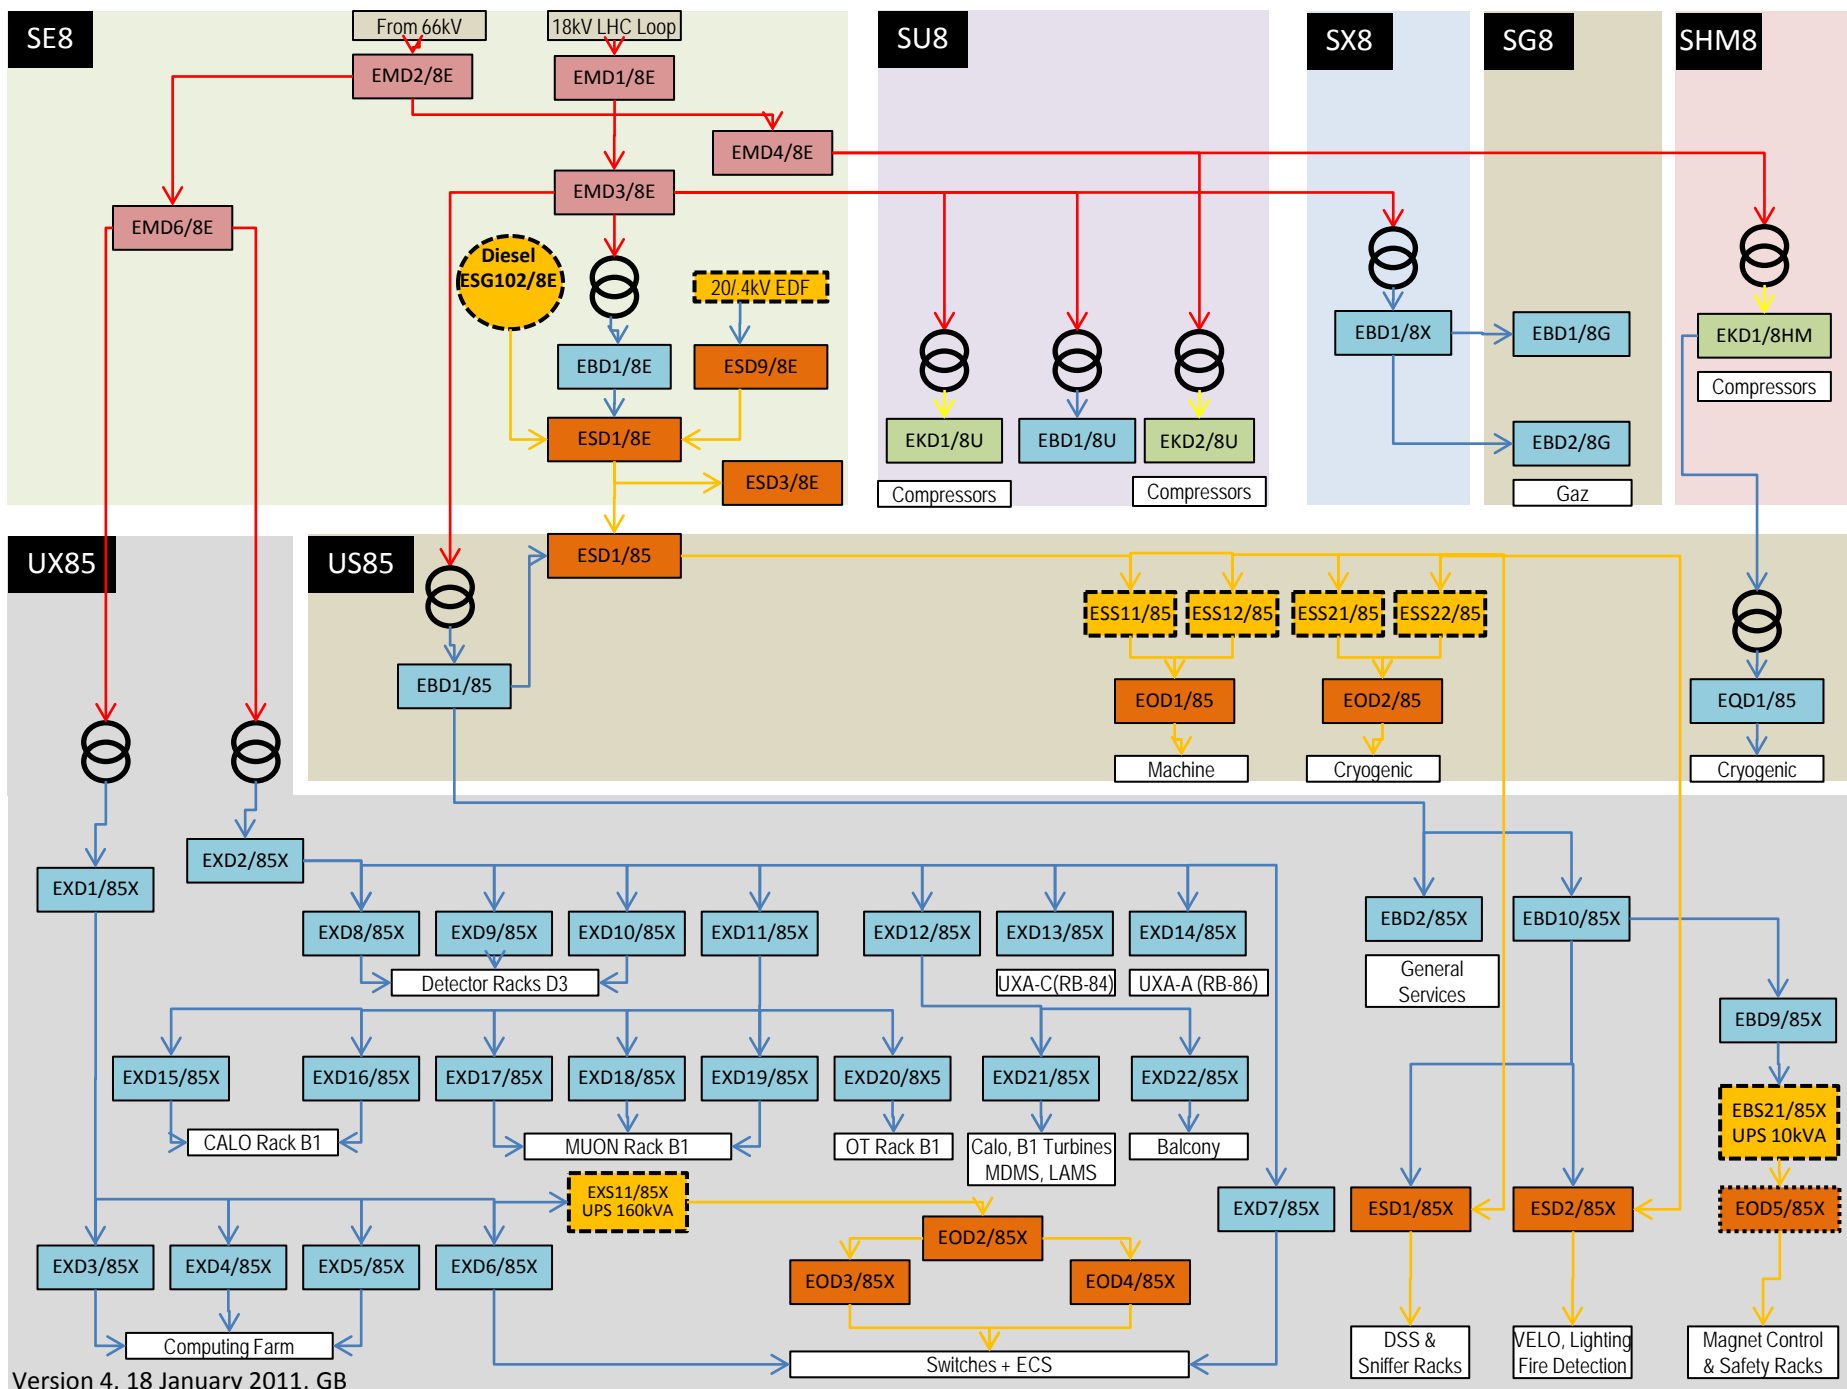 SE8
From 66kV
18kV LHC Loop
SU8
SX8
SG8
SHM8
EMD2/8E
EMD1/8E
EMD4/8E
EMD3/8E
EMD6/8E
Diesel
ESG102/8E
20/.4kV EDF
EBD1/8E
ESD9/8E
EBD1/8X
EBD1/8G
EKD1/8HM
Compressors
ESD1/8E
EKD1/8U
EBD1/8U
EKD2/8U
EBD2/8G
ESD3/8E
Compressors
Compressors
Gaz
UX85
US85
ESD1/85
ESS11/85
ESS12/85
ESS21/85
ESS22/85
EBD1/85
EOD1/85
EOD2/85
EQD1/85
Machine
Cryogenic
Cryogenic
EXD2/85X
EXD1/85X
EXD8/85X
EXD9/85X
EXD10/85X
EXD11/85X
EXD12/85X
EXD13/85X
EXD14/85X
EBD2/85X
EBD10/85X
Detector Racks D3
UXA-C(RB-84)
UXA-A (RB-86)
General
Services
EBD9/85X
EXD15/85X
EXD16/85X
EXD17/85X
EXD18/85X
EXD19/85X
EXD20/8X5
EXD21/85X
EXD22/85X
EBS21/85X
UPS 10kVA
CALO Rack B1
MUON Rack B1
OT Rack B1
Calo, B1 Turbines
MDMS, LAMS
Balcony
EXS11/85X
UPS 160kVA
EXD7/85X
ESD1/85X
ESD2/85X
EOD5/85X
EOD2/85X
EXD3/85X
EXD4/85X
EXD5/85X
EXD6/85X
EOD3/85X
EOD4/85X
Computing Farm
Switches + ECS
DSS &
Sniffer Racks
VELO, Lighting
Fire Detection
Magnet Control
& Safety Racks
Version 4, 18 January 2011, GB